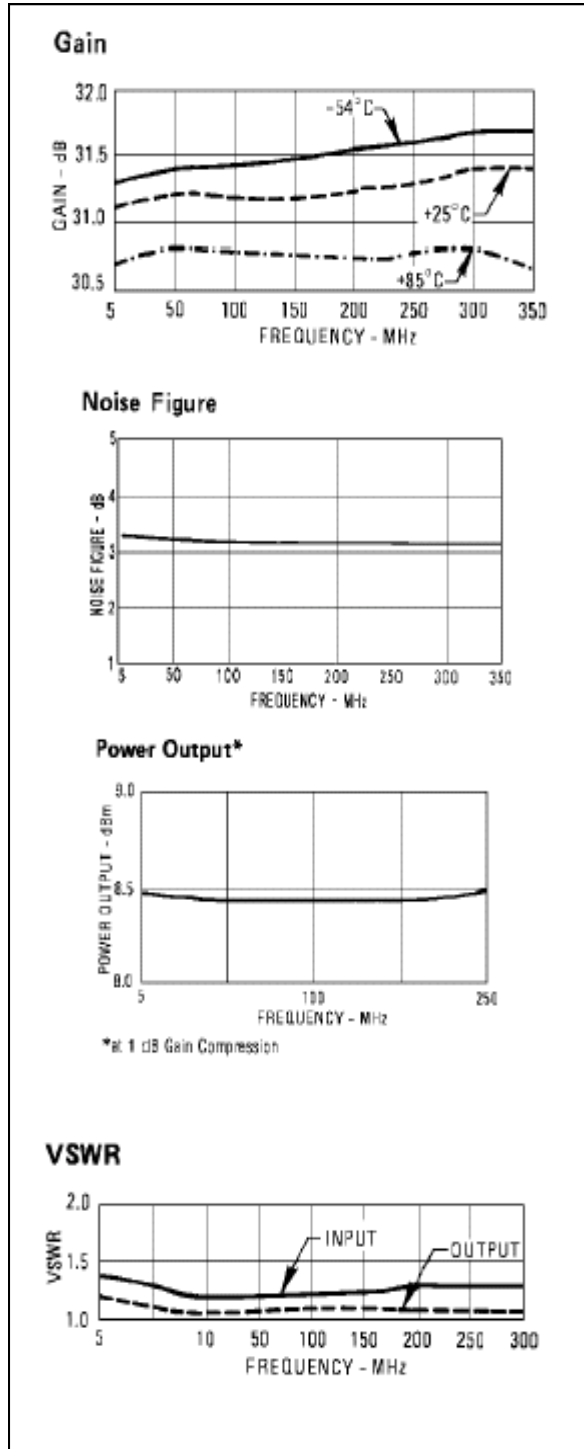 Gain
32.0
31.5
31.0
30.5
GAIN - dB
-54°C
+25°C
+85°C
5 50 100 150 200 250 300 350
FREQUENCY - MHz
Noise Figure
5
4
3
2
1
NOISE FIGURE - dB
5 50 100 150 200 250 300 350
FREQUENCY - MHz
Power Output*
9.0
8.5
8.0
POWER OUTPUT - dBm
5 100 250
FREQUENCY - MHz
*at 1 dB Gain Compression
VSWR
2.0
1.5
1.0
VSWR
INPUT
OUTPUT
5 10 50 100 150 200 250 300
FREQUENCY - MHz